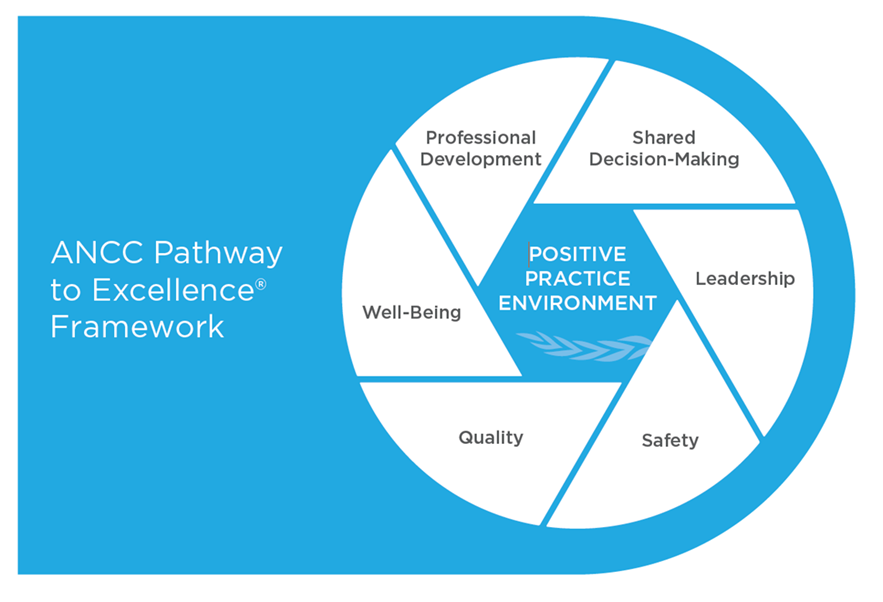 ANCC Pathway
to Excellence®
Framework
Professional
Development
Shared
Decision-Making
POSITIVE
PRACTICE
ENVIRONMENT
Leadership
Well-Being
Quality
Safety